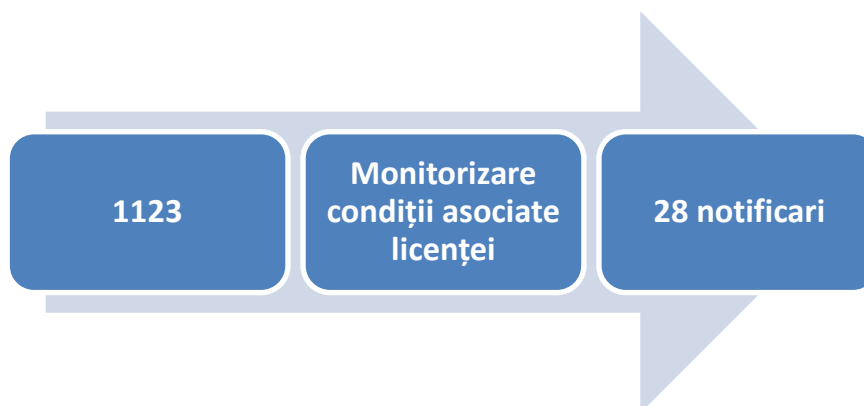 1123
Monitorizare
condiții asociate
licenței
28 notificari